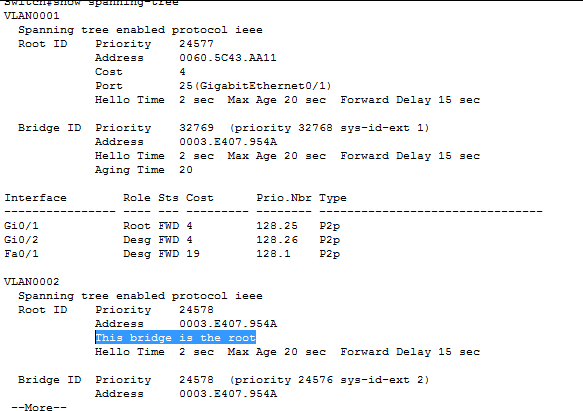 Switch#show spanning-tree
VLAN0001
  Spanning tree enabled protocol ieee
  Root ID    Priority    24577
             Address     0060.5C43.AA11
             Cost        4
             Port        25(GigabitEthernet0/1)
             Hello Time  2 sec  Max Age 20 sec  Forward Delay 15 sec

  Bridge ID  Priority    32769  (priority 32768 sys-id-ext 1)
             Address     0003.E407.954A
             Hello Time  2 sec  Max Age 20 sec  Forward Delay 15 sec
             Aging Time  20

Interface        Role Sts Cost      Prio.Nbr Type
---------------- ---- --- --------- -------- --------------------------------
Gi0/1            Root FWD 4         128.25   P2p
Gi0/2            Desg FWD 4         128.26   P2p
Fa0/1            Desg FWD 19        128.1    P2p

VLAN0002
  Spanning tree enabled protocol ieee
  Root ID    Priority    24578
             Address     0003.E407.954A
             This bridge is the root
             Hello Time  2 sec  Max Age 20 sec  Forward Delay 15 sec

  Bridge ID  Priority    24578  (priority 24576 sys-id-ext 2)
             Address     0003.E407.954A
 --More--